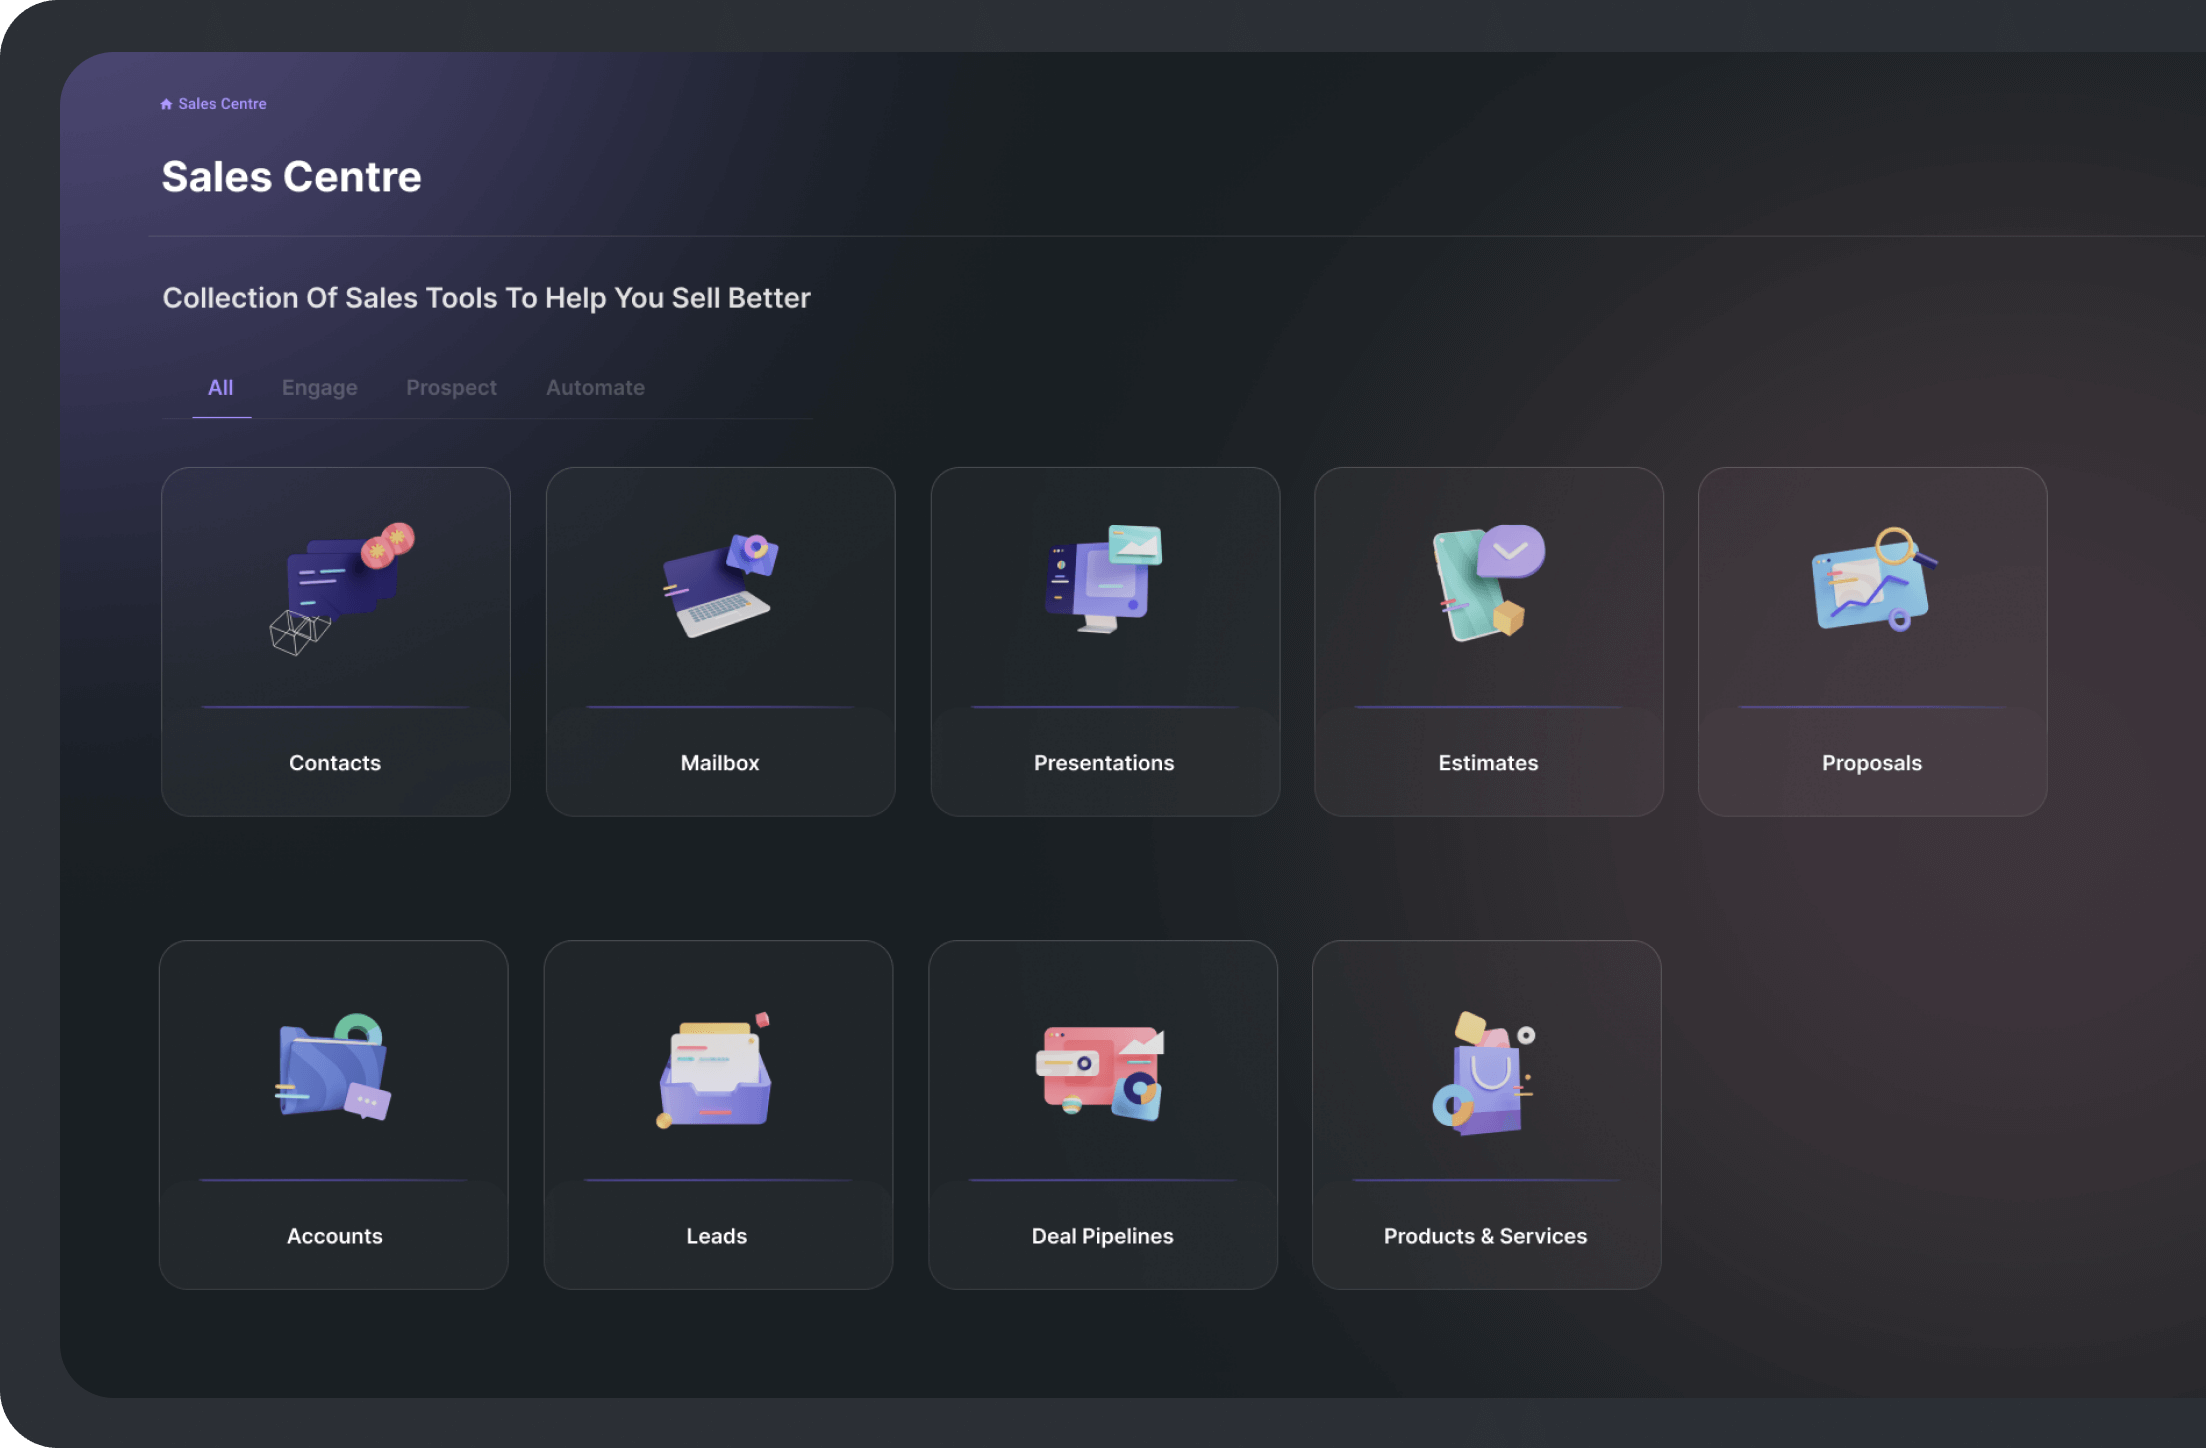 Sales Centre
Sales Centre
Collection Of Sales Tools To Help You Sell Better
All Engage Prospect Automate
Contacts Mailbox Presentations Estimates Proposals
Accounts Leads Deal Pipelines Products & Services